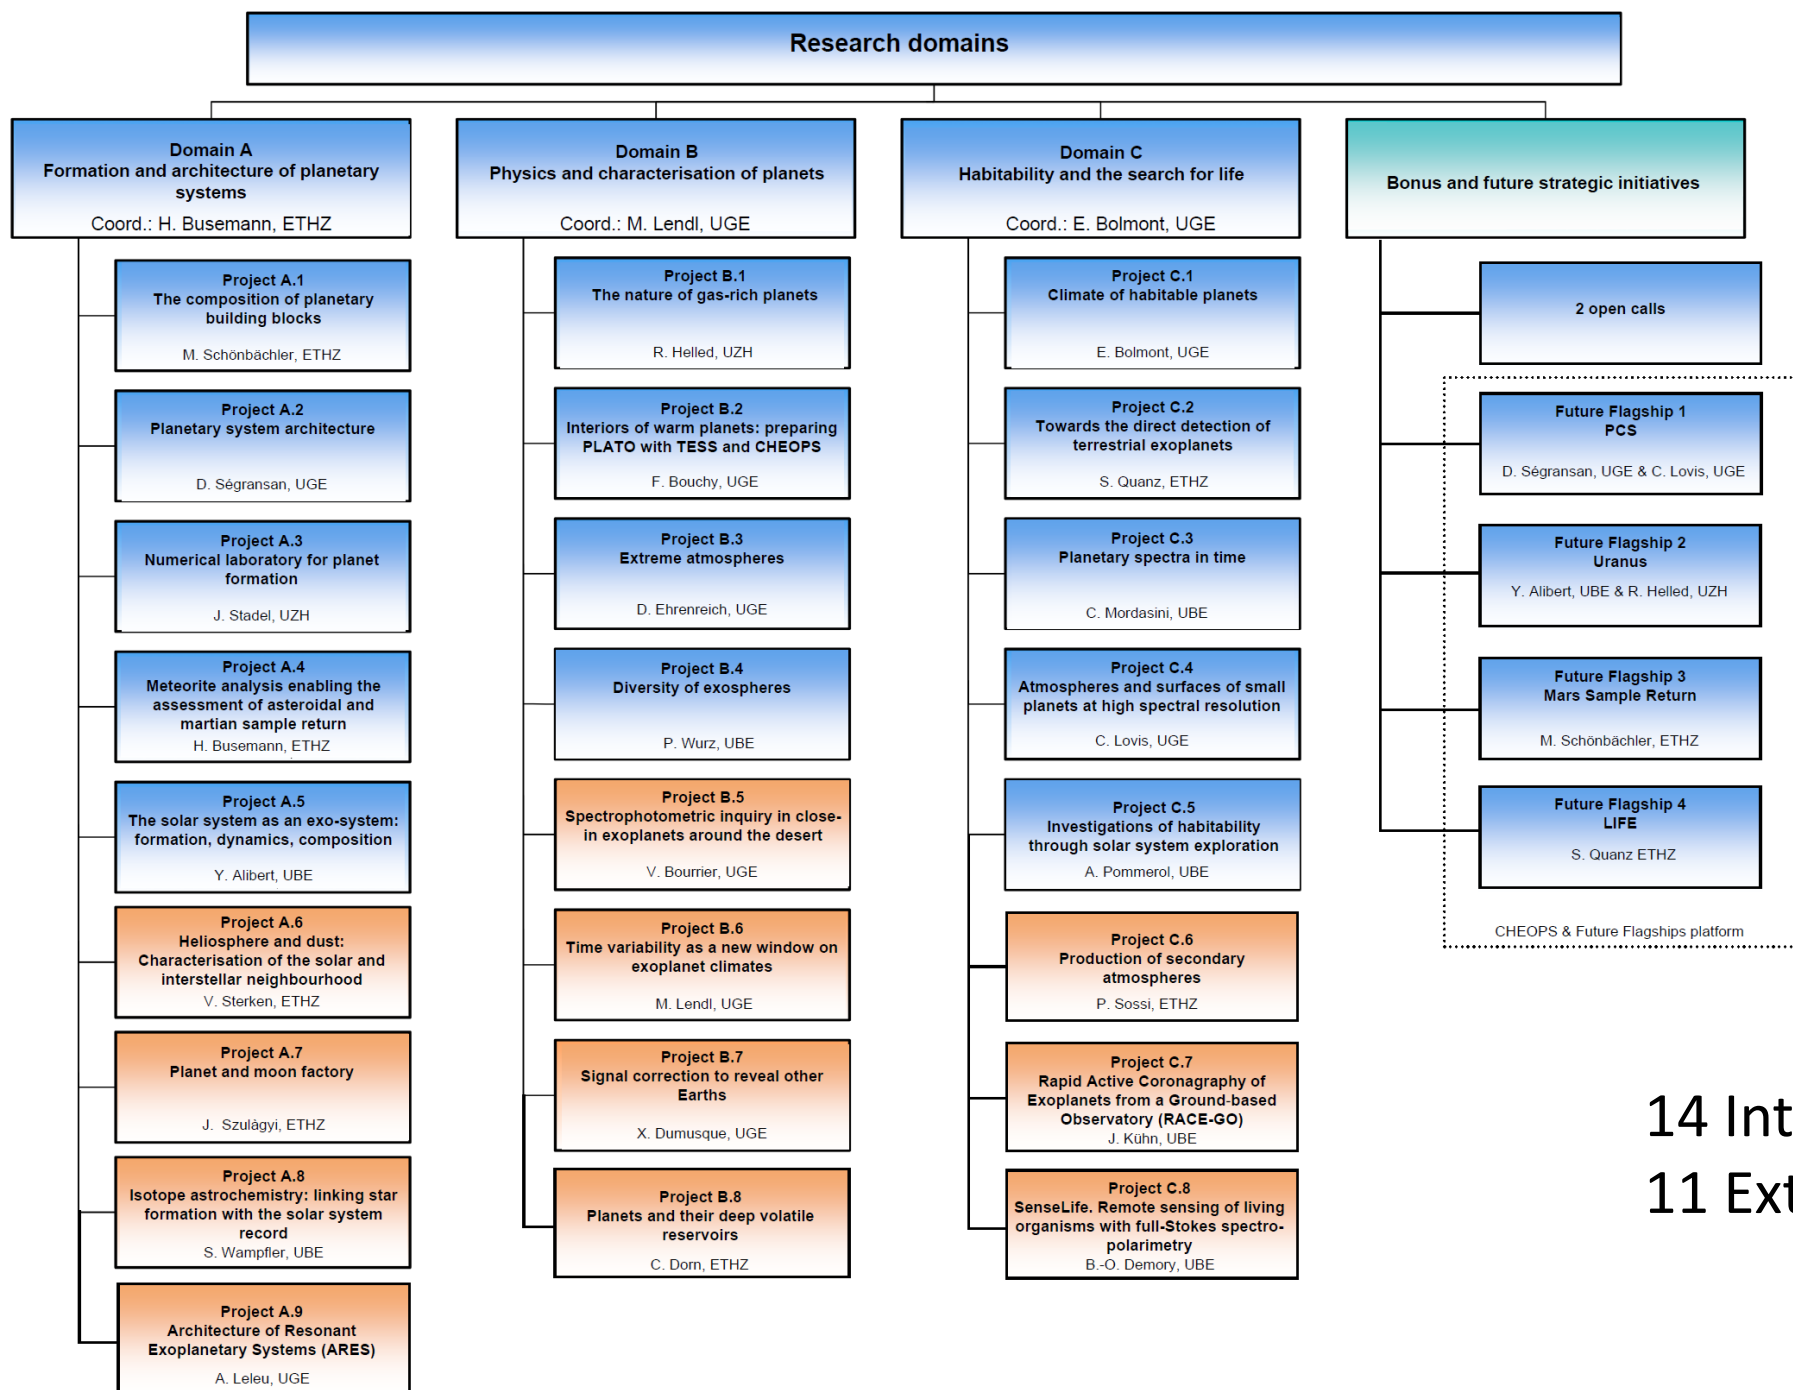 Research domains
Domain A
Formation and architecture of planetary
systems
Coord.: H. Busemann, ETHZ
Project A.1
The composition of planetary
building blocks
M. Schönbächler, ETHZ
Project A.2
Planetary system architecture
D. Ségransan, UGE
Project A.3
Numerical laboratory for planet
formation
J. Stadel, UZH
Project A.4
Meteorite analysis enabling the
assessment of asteroidal and
martian sample return
H. Busemann, ETHZ
Project A.5
The solar system as an exo-system:
formation, dynamics, composition
Y. Alibert, UBE
Project A.6
Heliosphere and dust:
Characterisation of the solar and
interstellar neighbourhood
V. Sterken, ETHZ
Project A.7
Planet and moon factory
J. Szulàgyi, ETHZ
Project A.8
Isotope astrochemistry: linking star
formation with the solar system
record
S. Wampfler, UBE
Project A.9
Architecture of Resonant
Exoplanetary Systems (ARES)
A. Leleu, UGE
Domain B
Physics and characterisation of planets
Coord.: M. Lendl, UGE
Project B.1
The nature of gas-rich planets
R. Helled, UZH
Project B.2
Interiors of warm planets: preparing
PLATO with TESS and CHEOPS
F. Bouchy, UGE
Project B.3
Extreme atmospheres
D. Ehrenreich, UGE
Project B.4
Diversity of exospheres
P. Wurz, UBE
Project B.5
Spectrophotometric inquiry in close-
in exoplanets around the desert
V. Bourrier, UGE
Project B.6
Time variability as a new window on
exoplanet climates
M. Lendl, UGE
Project B.7
Signal correction to reveal other
Earths
X. Dumusque, UGE
Project B.8
Planets and their deep volatile
reservoirs
C. Dorn, ETHZ
Domain C
Habitability and the search for life
Coord.: E. Bolmont, UGE
Project C.1
Climate of habitable planets
E. Bolmont, UGE
Project C.2
Towards the direct detection of
terrestrial exoplanets
S. Quanz, ETHZ
Project C.3
Planetary spectra in time
C. Mordasini, UBE
Project C.4
Atmospheres and surfaces of small
planets at high spectral resolution
C. Lovis, UGE
Project C.5
Investigations of habitability
through solar system exploration
A. Pommerol, UBE
Project C.6
Production of secondary
atmospheres
P. Sossi, ETHZ
Project C.7
Rapid Active Coronagraphy of
Exoplanets from a Ground-based
Observatory (RACE-GO)
J. Kühn, UBE
Project C.8
SenseLife. Remote sensing of living
organisms with full-Stokes spectro-
polarimetry
B.-O. Demory, UBE
Bonus and future strategic initiatives
2 open calls
Future Flagship 1
PCS
D. Ségransan, UGE & C. Lovis, UGE
Future Flagship 2
Uranus
Y. Alibert, UBE & R. Helled, UZH
Future Flagship 3
Mars Sample Return
M. Schönbächler, ETHZ
Future Flagship 4
LIFE
S. Quanz ETHZ
CHEOPS & Future Flagships platform
14 Int
11 Ext